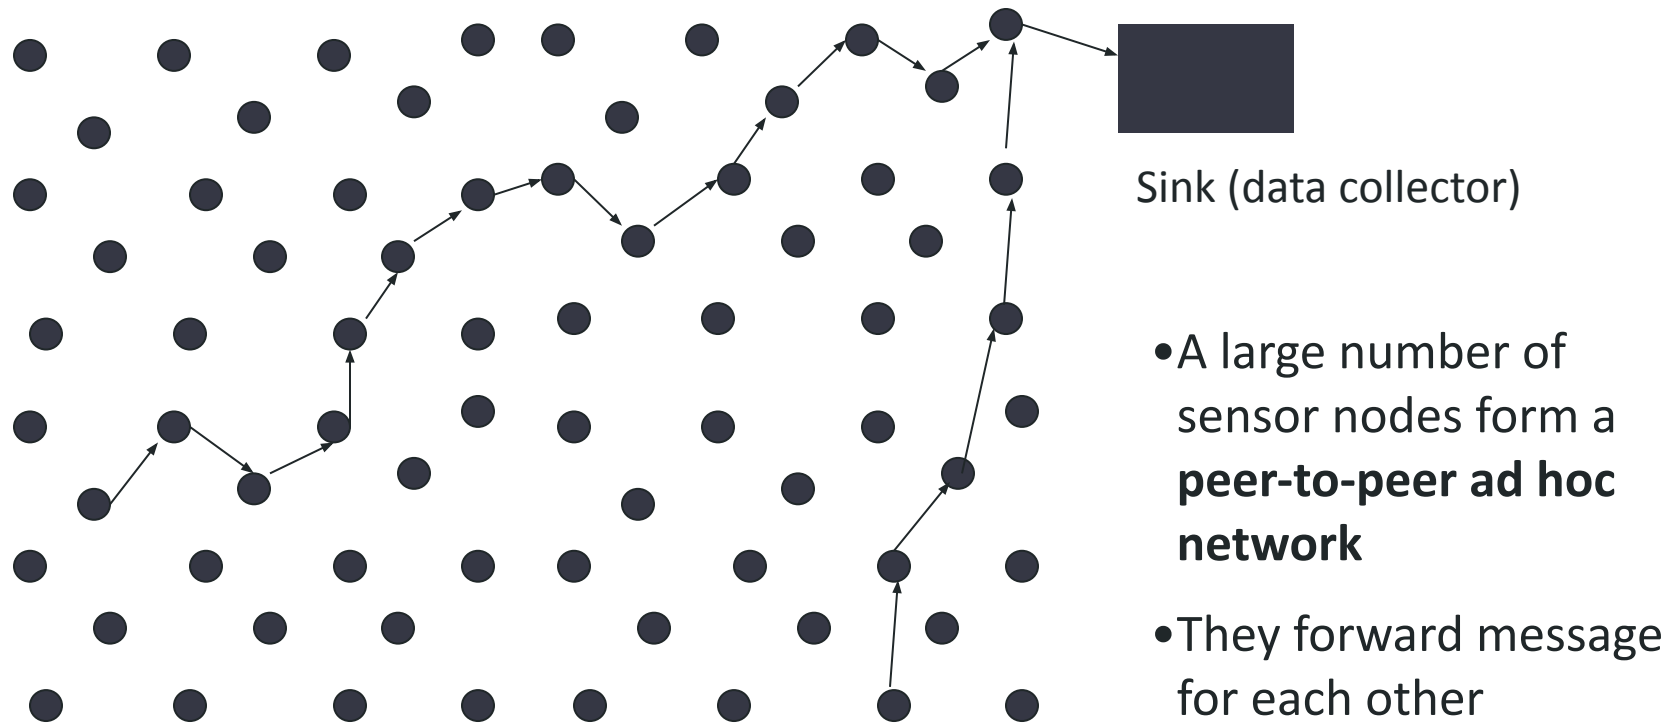 Sink (data collector)
•A large number of
sensor nodes form a
peer-to-peer ad hoc
network
•They forward message
for each other